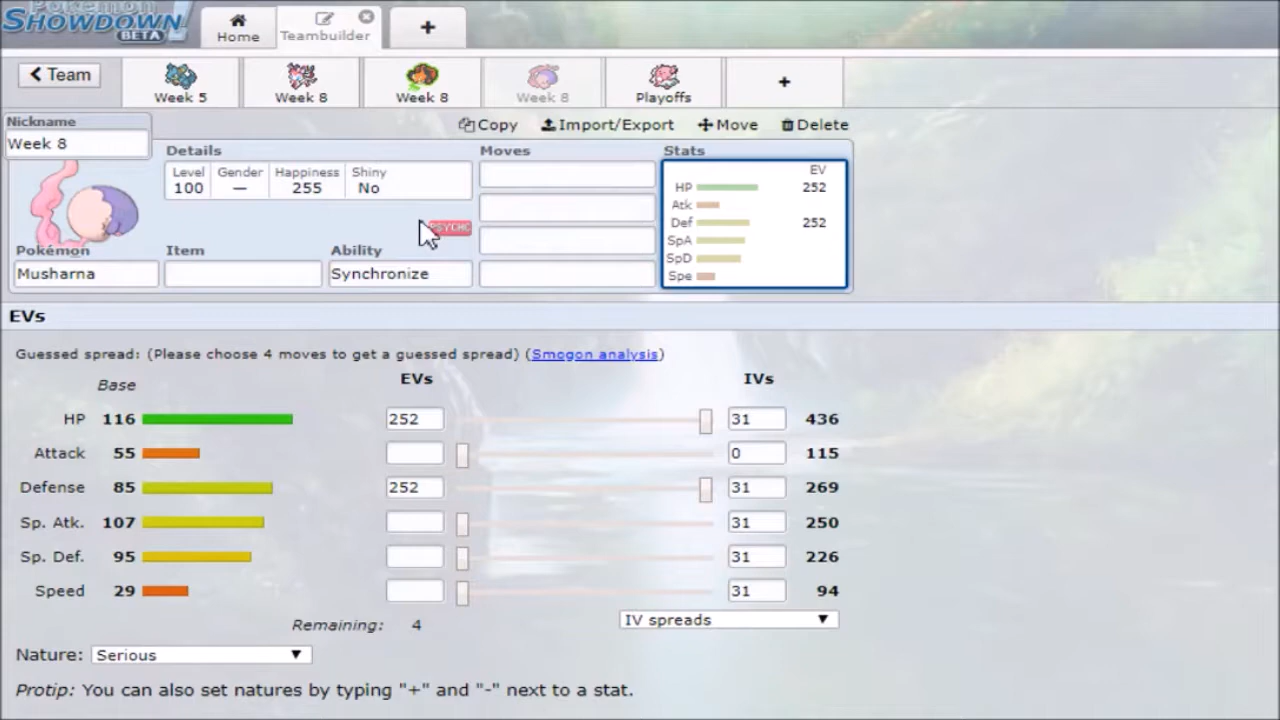 Pokémon
SHOWDOWN
BETA
Home
Teambuilder
+
Team
Week 5
Week 8
Week 8
Week 8
Playoffs
+
Nickname
Week 8
Copy
Import/Export
Move
Delete
Details
Level Gender Happiness Shiny
100 — 255 No
PSYCHC
Pokémon
Musharna
Item
Ability
Synchronize
Moves
Stats
EV
HP 252
Atk
Def 252
SpA
SpD
Spe
EVs
Guessed spread: (Please choose 4 moves to get a guessed spread) (Smogon analysis)
Base EVs IVs
HP 116 252 31 436
Attack 55 0 115
Defense 85 252 31 269
Sp. Atk. 107 31 250
Sp. Def. 95 31 226
Speed 29 31 94
Remaining: 4
IV spreads
Nature: Serious
Protip: You can also set natures by typing "+" and "-" next to a stat.